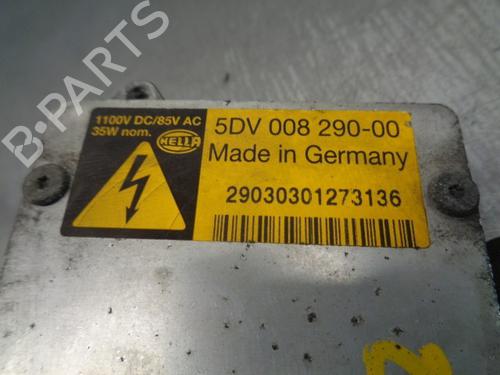 1100V DC/85V AC
35W nom.
HELLA
5DV 008 290-00
Made in Germany
29030301273136
B-PARTS